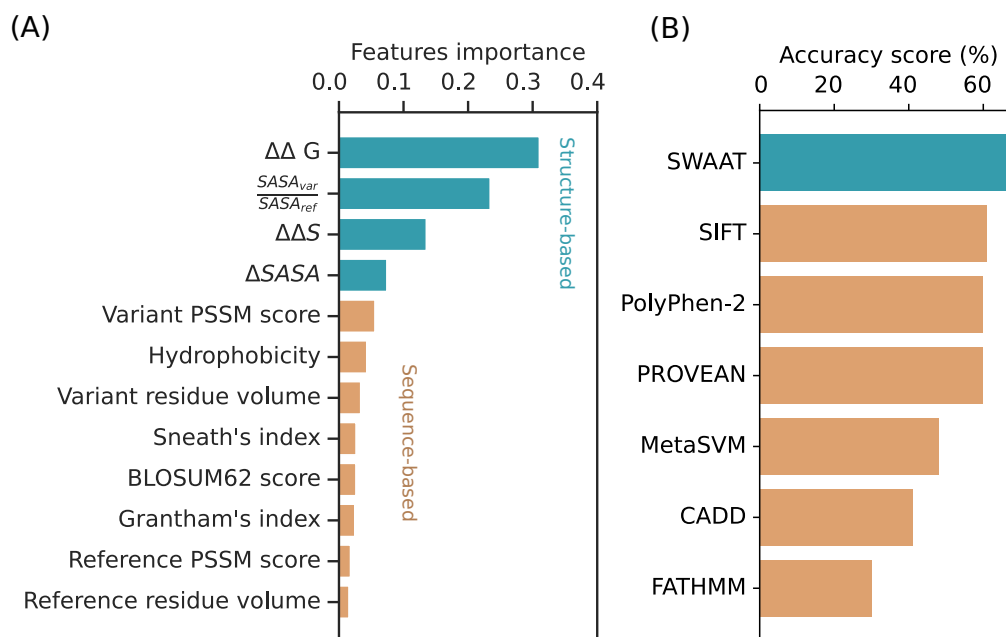 (A)
Features importance
0.0 0.1 0.2 0.3 0.4
ΔΔ G
SASAvar
SASAref
ΔΔS
ΔSASA
Variant PSSM score
Hydrophobicity
Variant residue volume
Sneath's index
BLOSUM62 score
Grantham's index
Reference PSSM score
Reference residue volume
Structure-based
Sequence-based
(B)
Accuracy score (%)
0 20 40 60
SWAAT
SIFT
PolyPhen-2
PROVEAN
MetaSVM
CADD
FATHMM